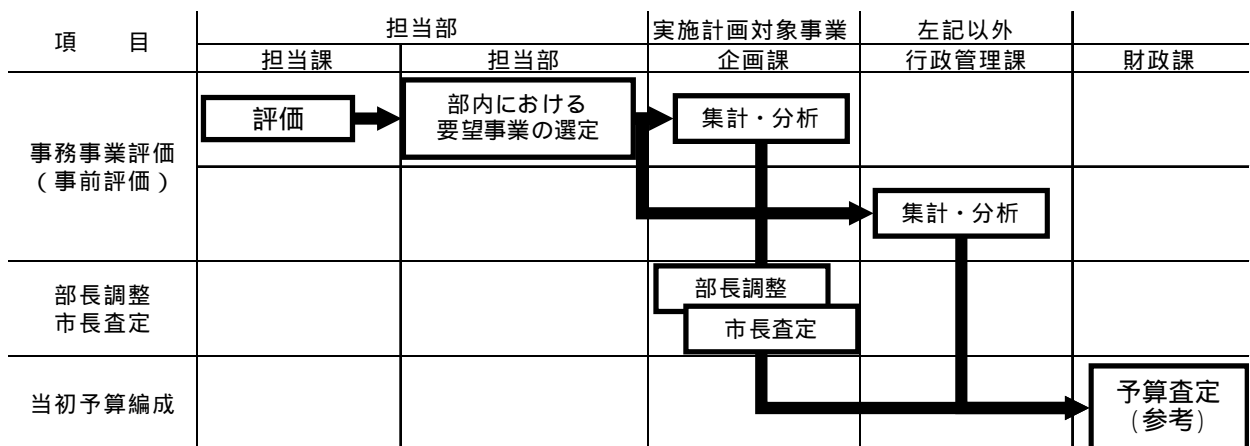 項　　目
担当部
実施計画対象事業
左記以外
担当課
担当部
企画課
行政管理課
財政課
事務事業評価
（事前評価）
評価
部内における
要望事業の選定
集計・分析
集計・分析
部長調整
市長査定
部長調整
市長査定
当初予算編成
予算査定
（参考）